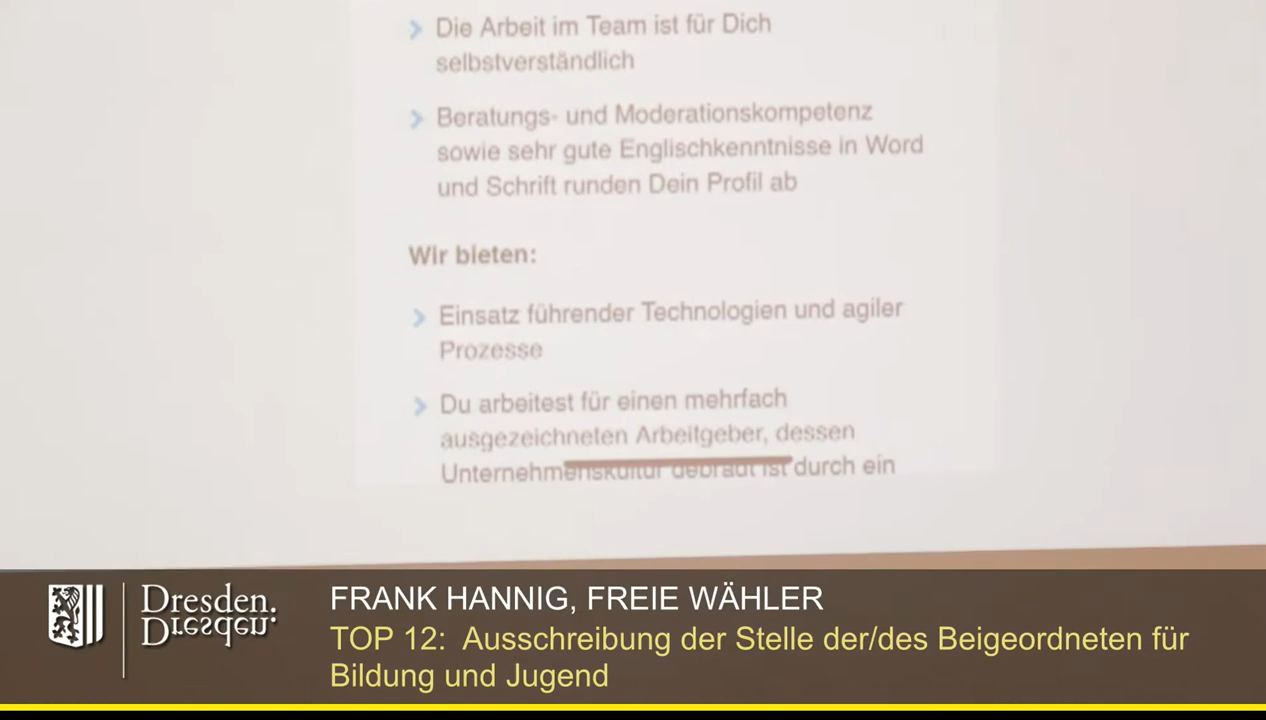 Die Arbeit im Team ist für Dich
selbstverständlich
Beratungs- und Moderationskompetenz
sowie sehr gute Englischkenntnisse in Word
und Schrift runden Dein Profil ab
Wir bieten:
Einsatz führender Technologien und agiler
Prozesse
Du arbeitest für einen mehrfach
ausgezeichneten Arbeitgeber, dessen
Unternehmenskultur geprägt ist durch ein
Dresden.
Dresden.
FRANK HANNIG, FREIE WÄHLER
TOP 12: Ausschreibung der Stelle der/des Beigeordneten für
Bildung und Jugend